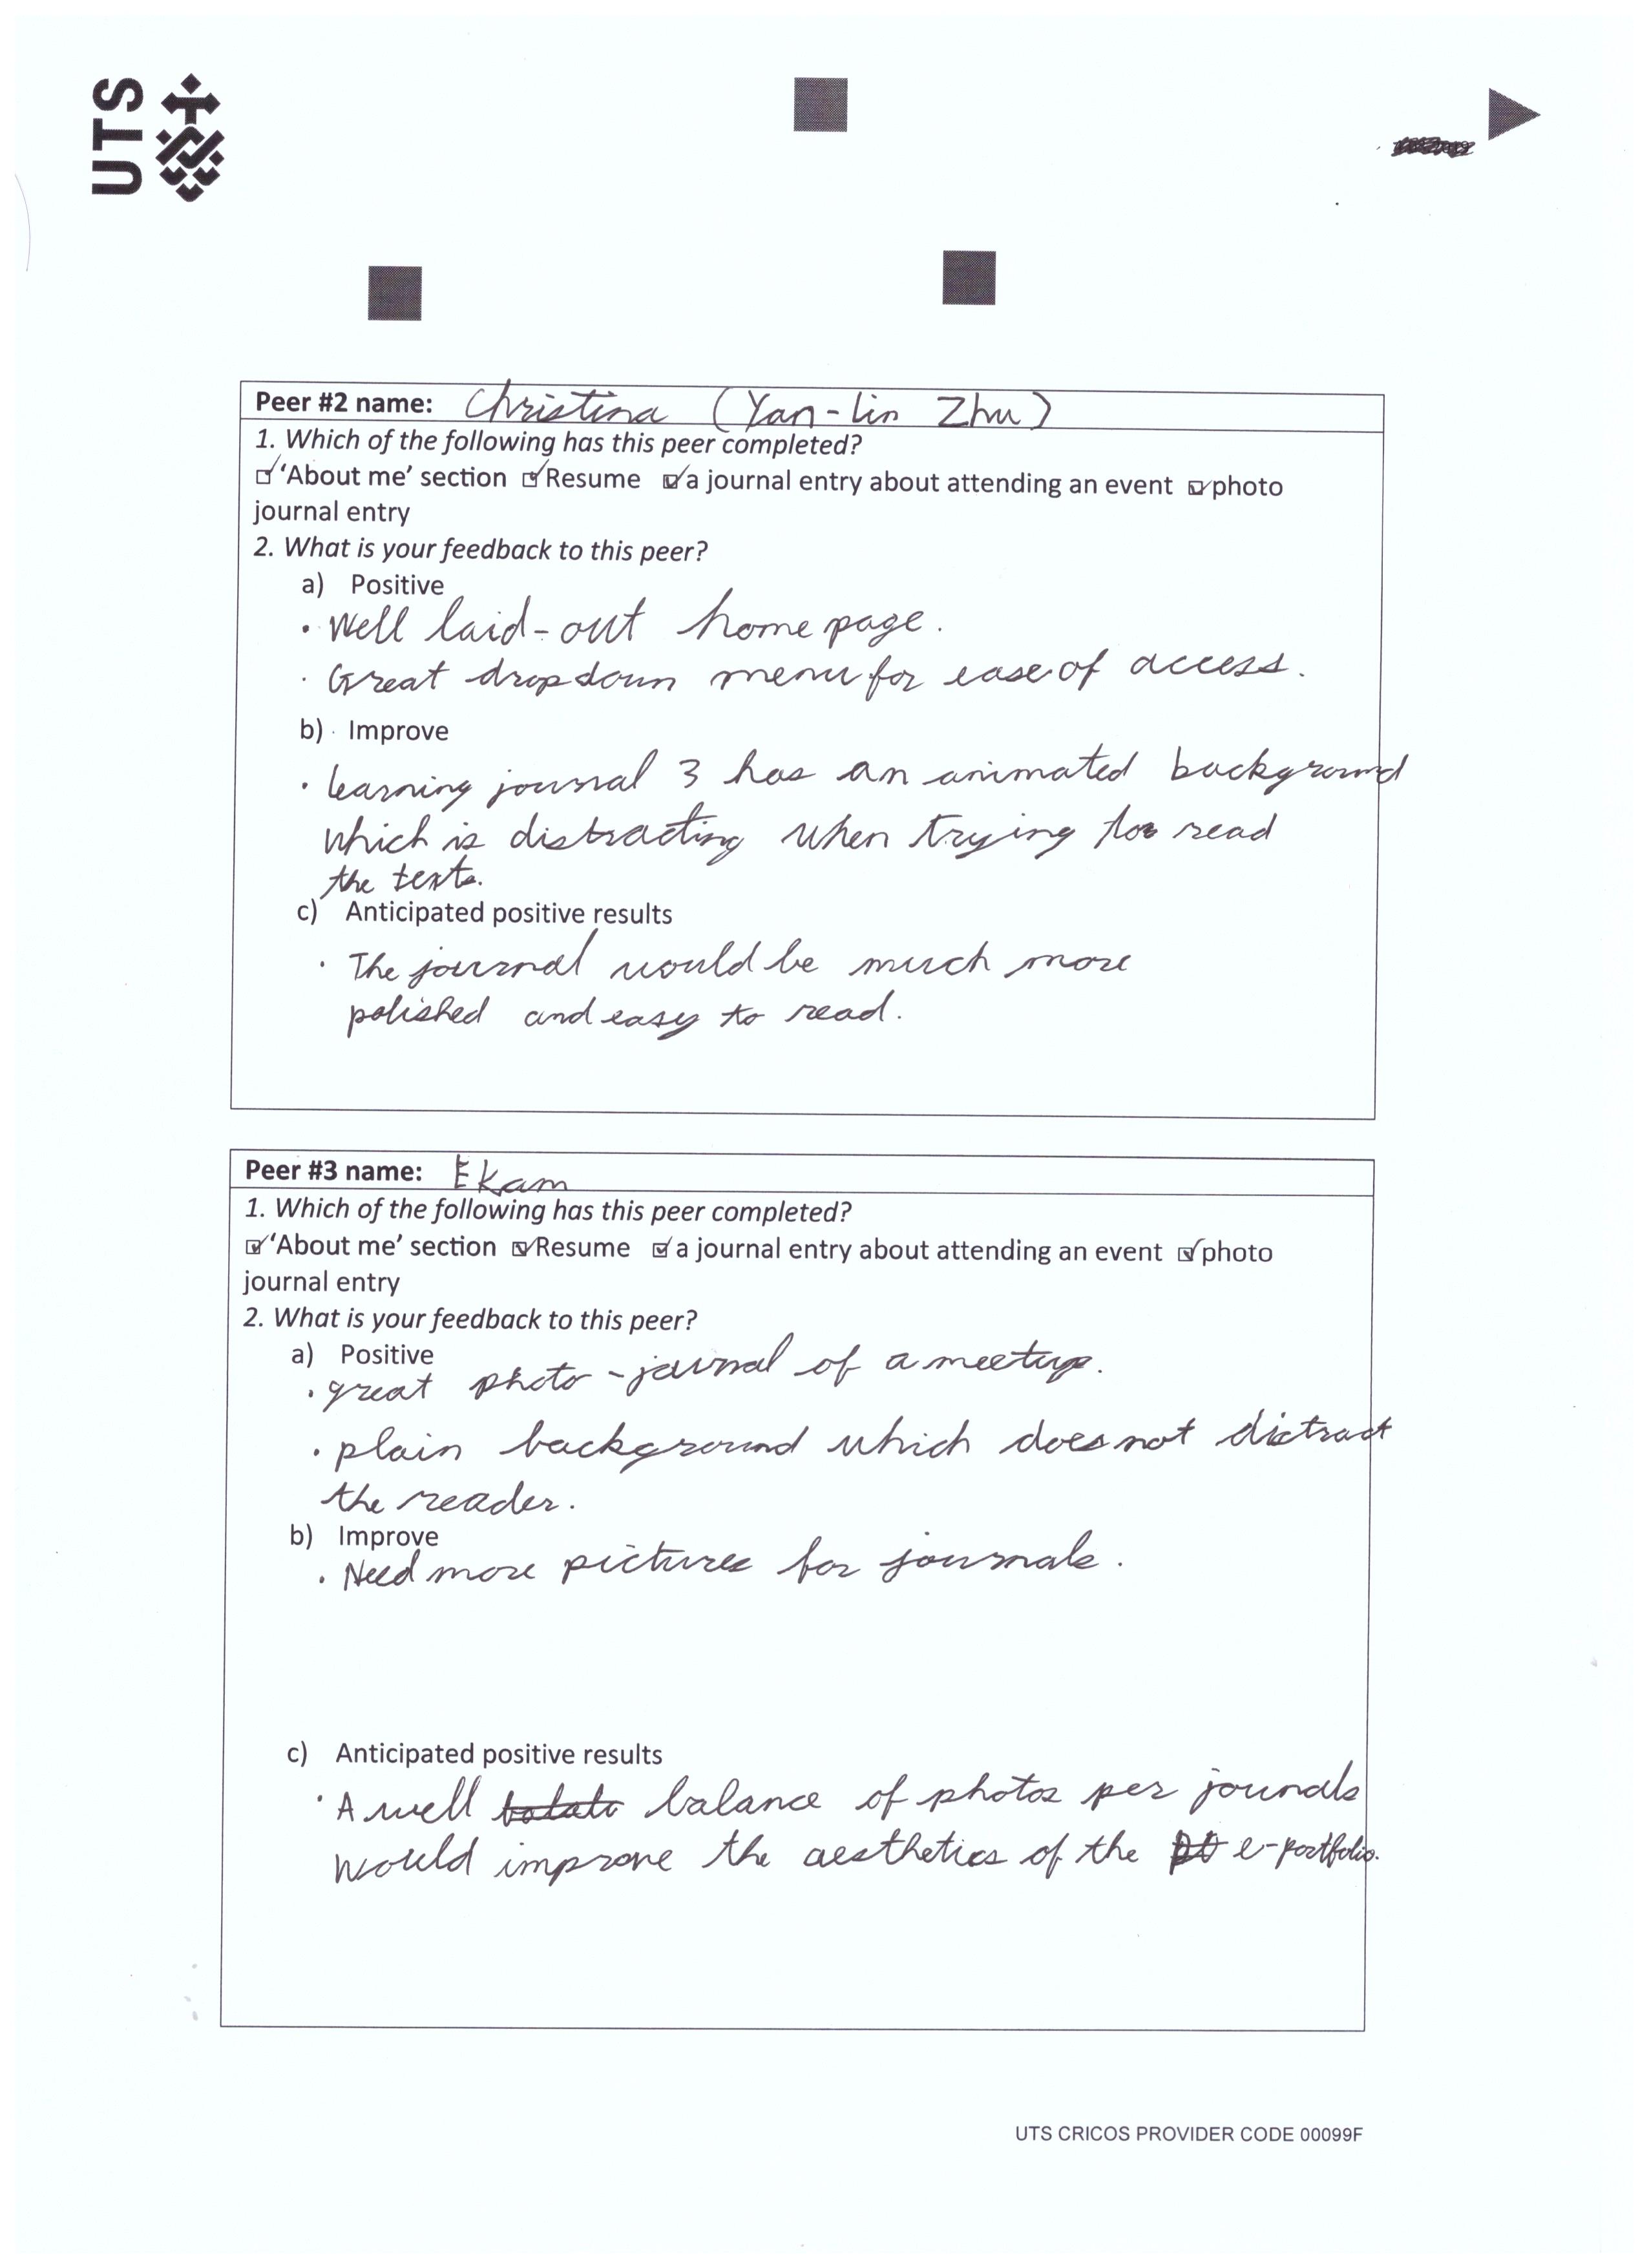 UTS
Peer #2 name: Christina (Yan-lin Zhu)
1. Which of the following has this peer completed?
☑ 'About me' section ☑ Resume ☑ a journal entry about attending an event ☑ photo
journal entry
2. What is your feedback to this peer?
a) Positive
• Well laid-out home page.
• Great dropdown menu for ease of access.
b) Improve
• learning journal 3 has an animated background
which is distracting when trying to read
the texts.
c) Anticipated positive results
• The journal would be much more
polished and easy to read.
Peer #3 name: Ekam
1. Which of the following has this peer completed?
☑ 'About me' section ☑ Resume ☑ a journal entry about attending an event ☑ photo
journal entry
2. What is your feedback to this peer?
a) Positive
• great photo-journal of a meetup.
• plain background which does not distract
the reader.
b) Improve
• Need more pictures for journals.
c) Anticipated positive results
• A well balance of photos per jounals
would improve the aesthetics of the e-portfolio.
UTS CRICOS PROVIDER CODE 00099F